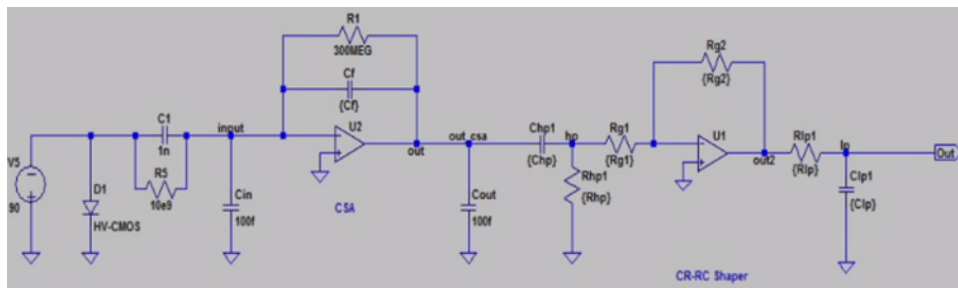 R1
300MEG
Cf
{Cf}
C1
1n
input
U2
out
out_csa
Chp1
{Chp}
hp
Rg1
{Rg1}
Rg2
{Rg2}
U1
out2
Rlp1
{Rlp}
lp
Out
V5
90
D1
HV-CMOS
R5
10e9
Cin
100f
CSA
Cout
100f
Rhp1
{Rhp}
Clp1
{Clp}
CR-RC Shaper